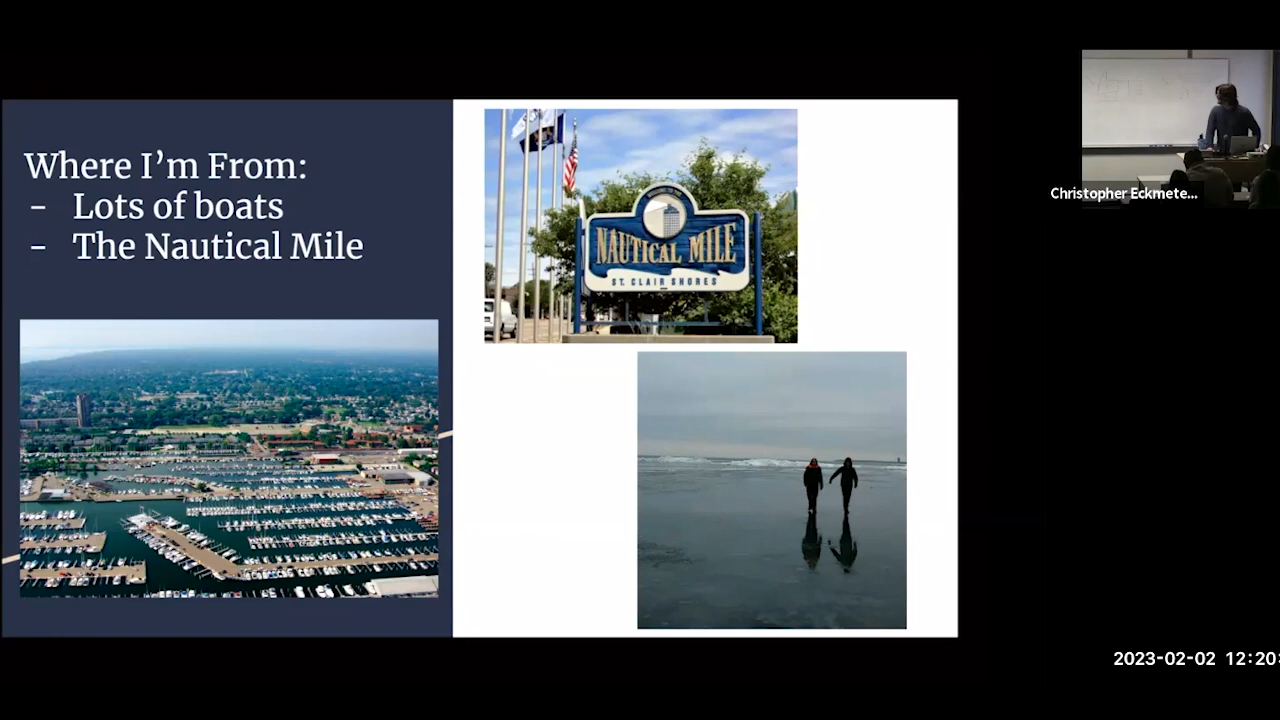 Where I'm From:
- Lots of boats
- The Nautical Mile
NAUTICAL MILE
ST. CLAIR SHORES
Christopher Eckmete...
2023-02-02 12:20: